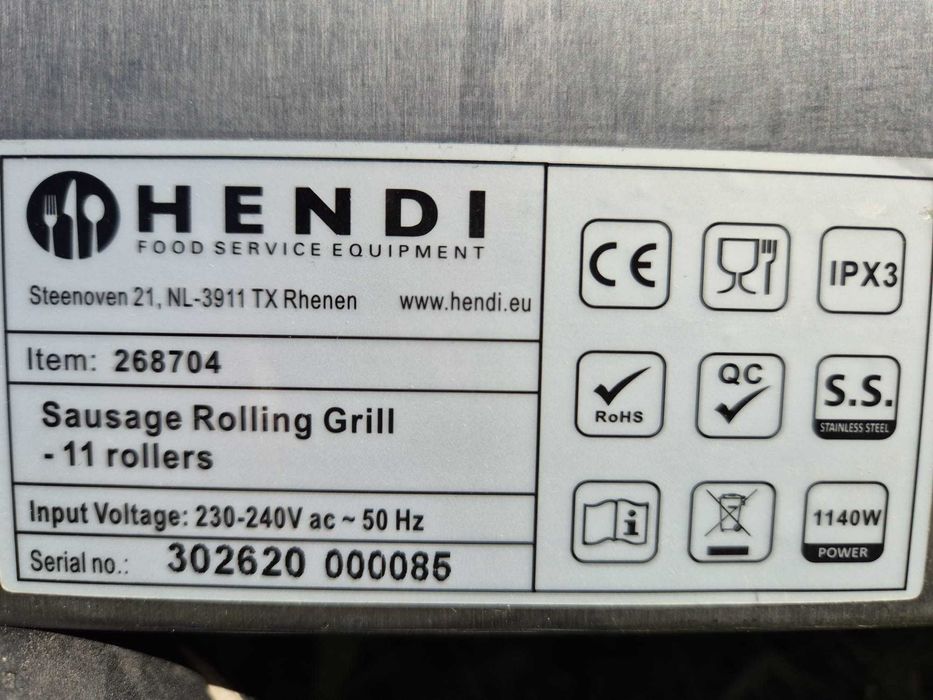 HENDI
FOOD SERVICE EQUIPMENT
Steenoven 21, NL-3911 TX Rhenen www.hendi.eu
Item: 268704
Sausage Rolling Grill
- 11 rollers
Input Voltage: 230-240V ac ~ 50 Hz
Serial no.: 302620 000085
CE
IPX3
RoHS
QC
S.S.
STAINLESS STEEL
i
1140W
POWER